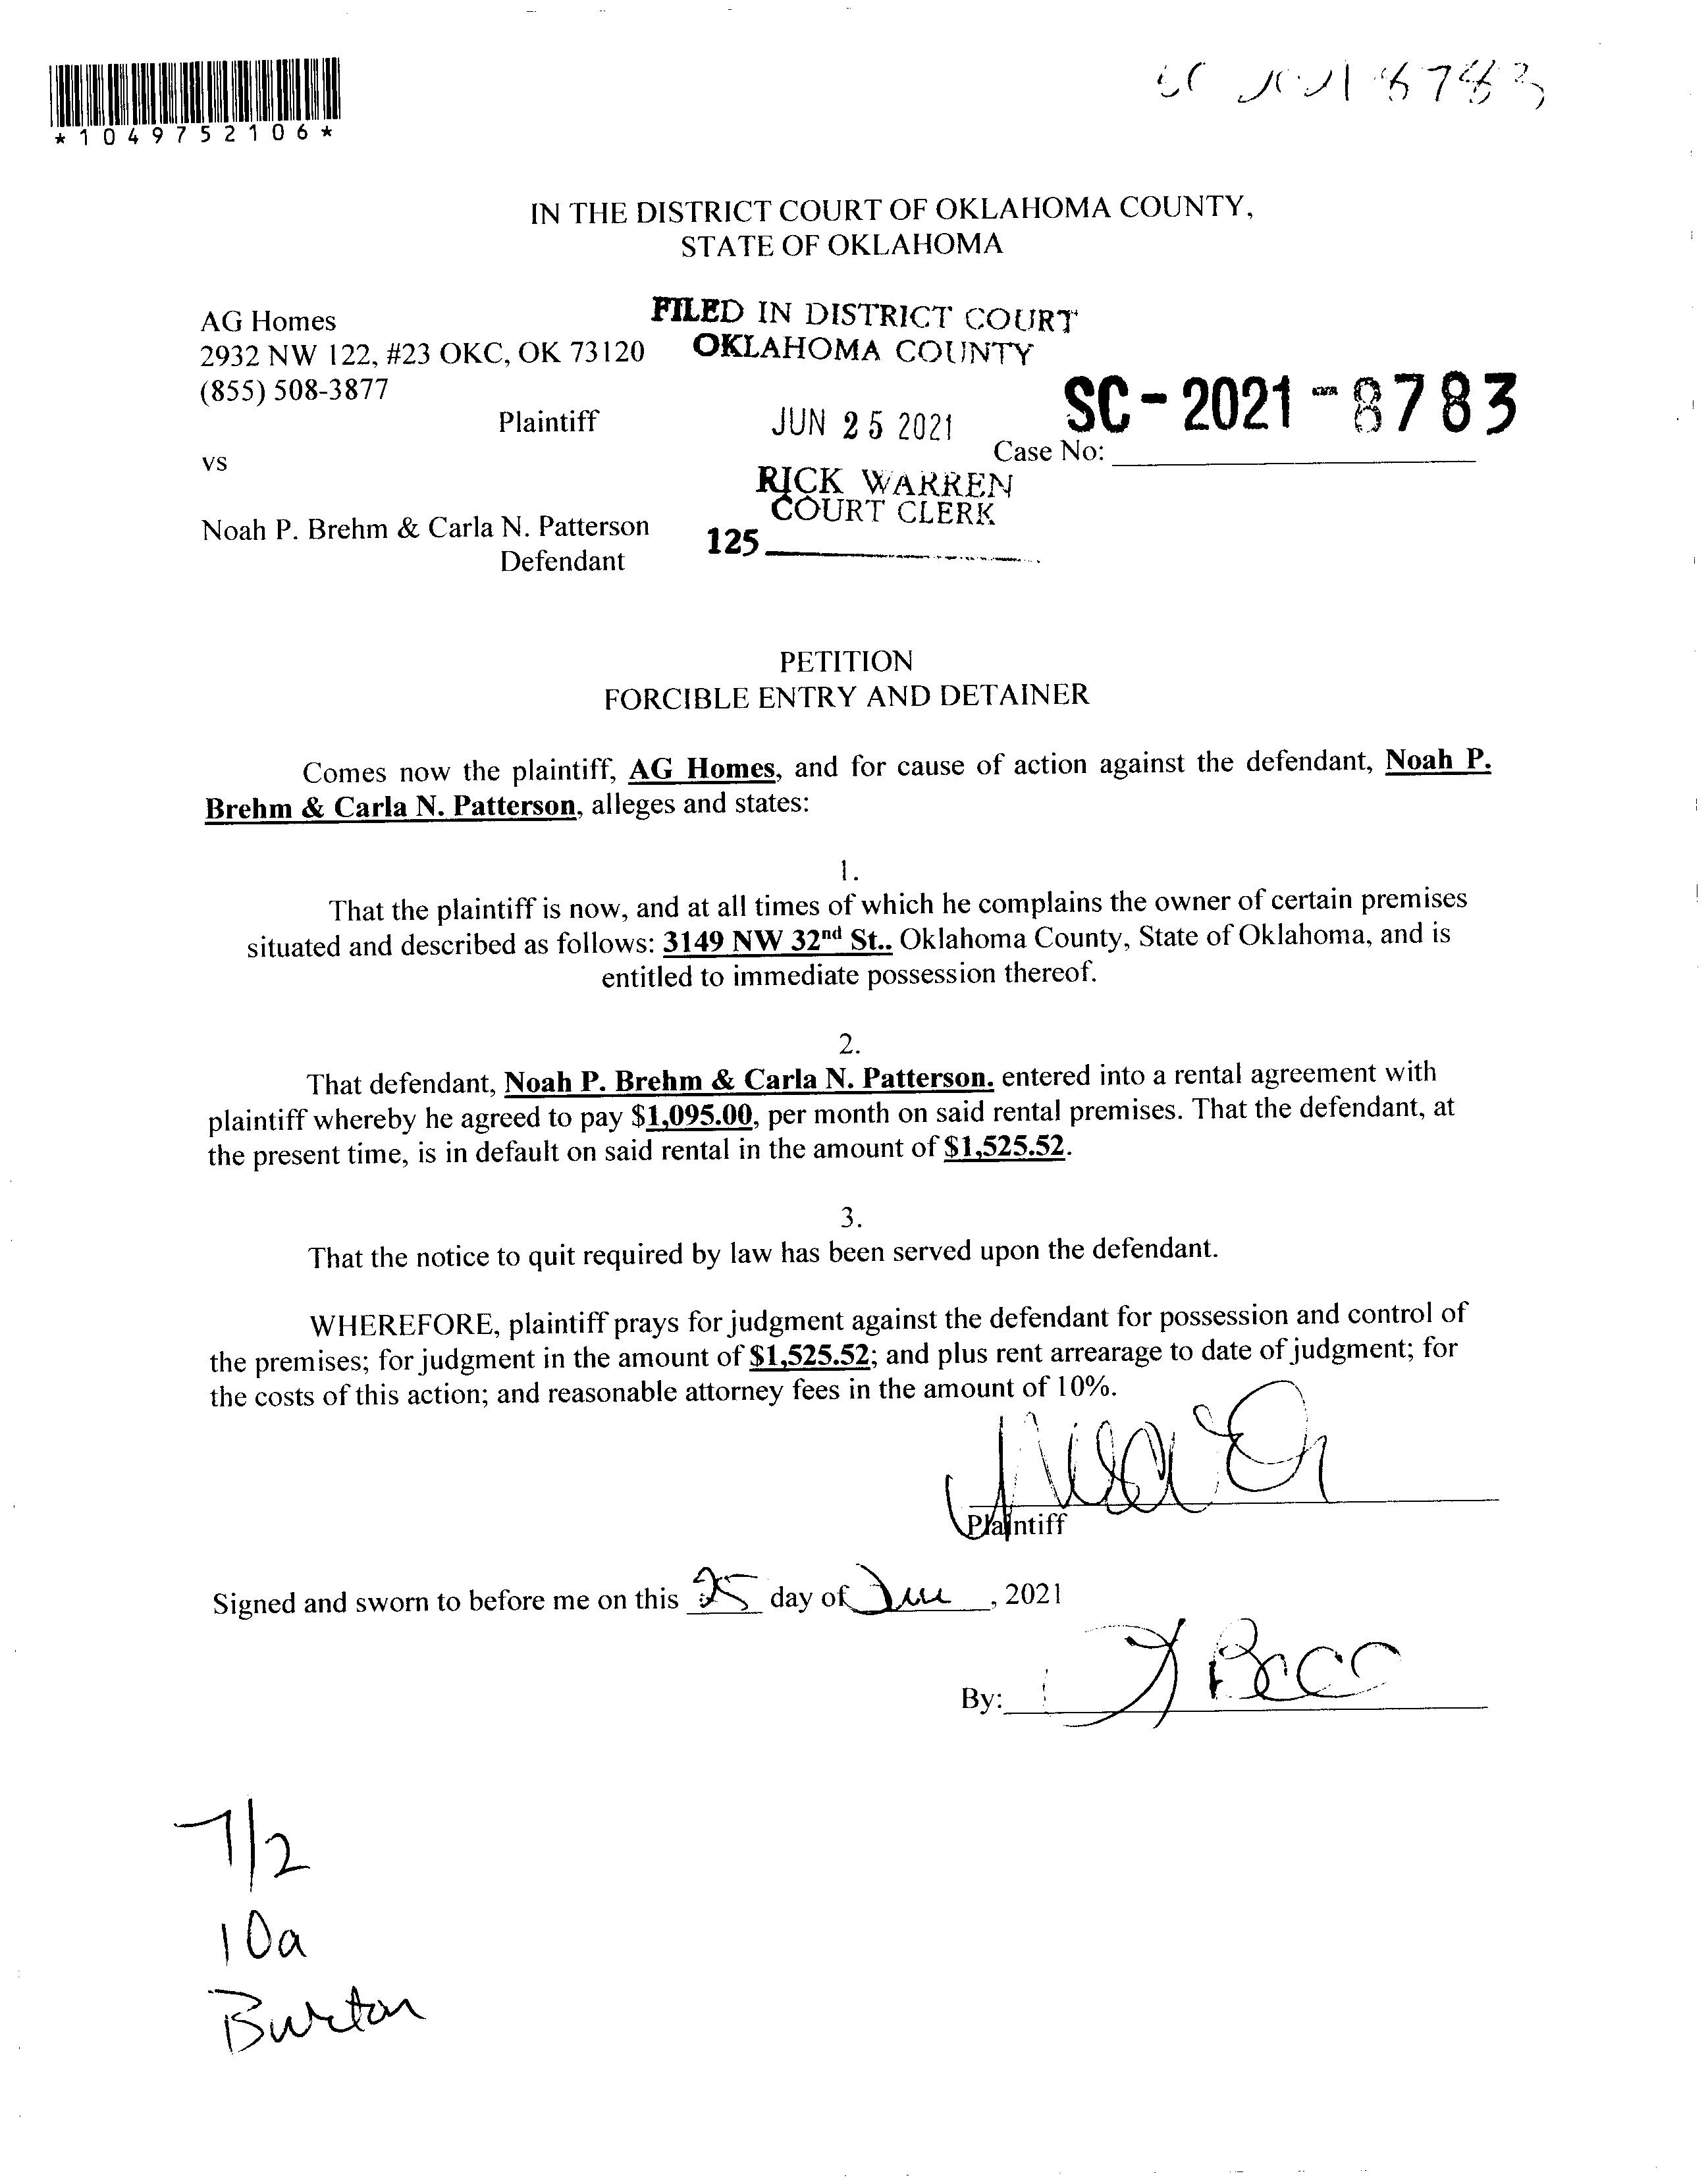 *1049752106*
IN THE DISTRICT COURT OF OKLAHOMA COUNTY,
STATE OF OKLAHOMA
AG Homes
2932 NW 122, #23 OKC, OK 73120
(855) 508-3877
Plaintiff
vs
Noah P. Brehm & Carla N. Patterson
Defendant
FILED IN DISTRICT COURT
OKLAHOMA COUNTY
JUN 25 2021
RICK WARREN
COURT CLERK
125
SC-2021-8783
Case No:
PETITION
FORCIBLE ENTRY AND DETAINER
Comes now the plaintiff, AG Homes, and for cause of action against the defendant, Noah P.
Brehm & Carla N. Patterson, alleges and states:
1.
That the plaintiff is now, and at all times of which he complains the owner of certain premises
situated and described as follows: 3149 NW 32nd St., Oklahoma County, State of Oklahoma, and is
entitled to immediate possession thereof.
2.
That defendant, Noah P. Brehm & Carla N. Patterson, entered into a rental agreement with
plaintiff whereby he agreed to pay $1,095.00, per month on said rental premises. That the defendant, at
the present time, is in default on said rental in the amount of $1,525.52.
3.
That the notice to quit required by law has been served upon the defendant.
WHEREFORE, plaintiff prays for judgment against the defendant for possession and control of
the premises; for judgment in the amount of $1,525.52; and plus rent arrearage to date of judgment; for
the costs of this action; and reasonable attorney fees in the amount of 10%.
Plaintiff
Signed and sworn to before me on this 25 day of June, 2021
By:
7/2
10a
Burton